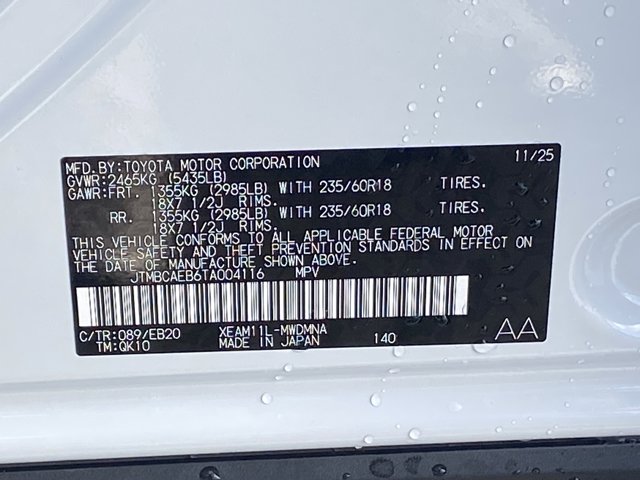 MFD.BY:TOYOTA MOTOR CORPORATION 11/25
GVWR:2465KG (5435LB)
GAWR:FRT. 1355KG (2985LB) WITH 235/60R18 TIRES.
18X7 1/2J RIMS.
RR. 1355KG (2985LB) WITH 235/60R18 TIRES.
18X7 1/2J RIMS.
THIS VEHICLE CONFORMS TO ALL APPLICABLE FEDERAL MOTOR
VEHICLE SAFETY AND THEFT PREVENTION STANDARDS IN EFFECT ON
THE DATE OF MANUFACTURE SHOWN ABOVE.
JTMBCAEB6TA004116 MPV
C/TR:089/EB20 XEAM11L-MWDMNA
TM:QK10 MADE IN JAPAN 140 AA